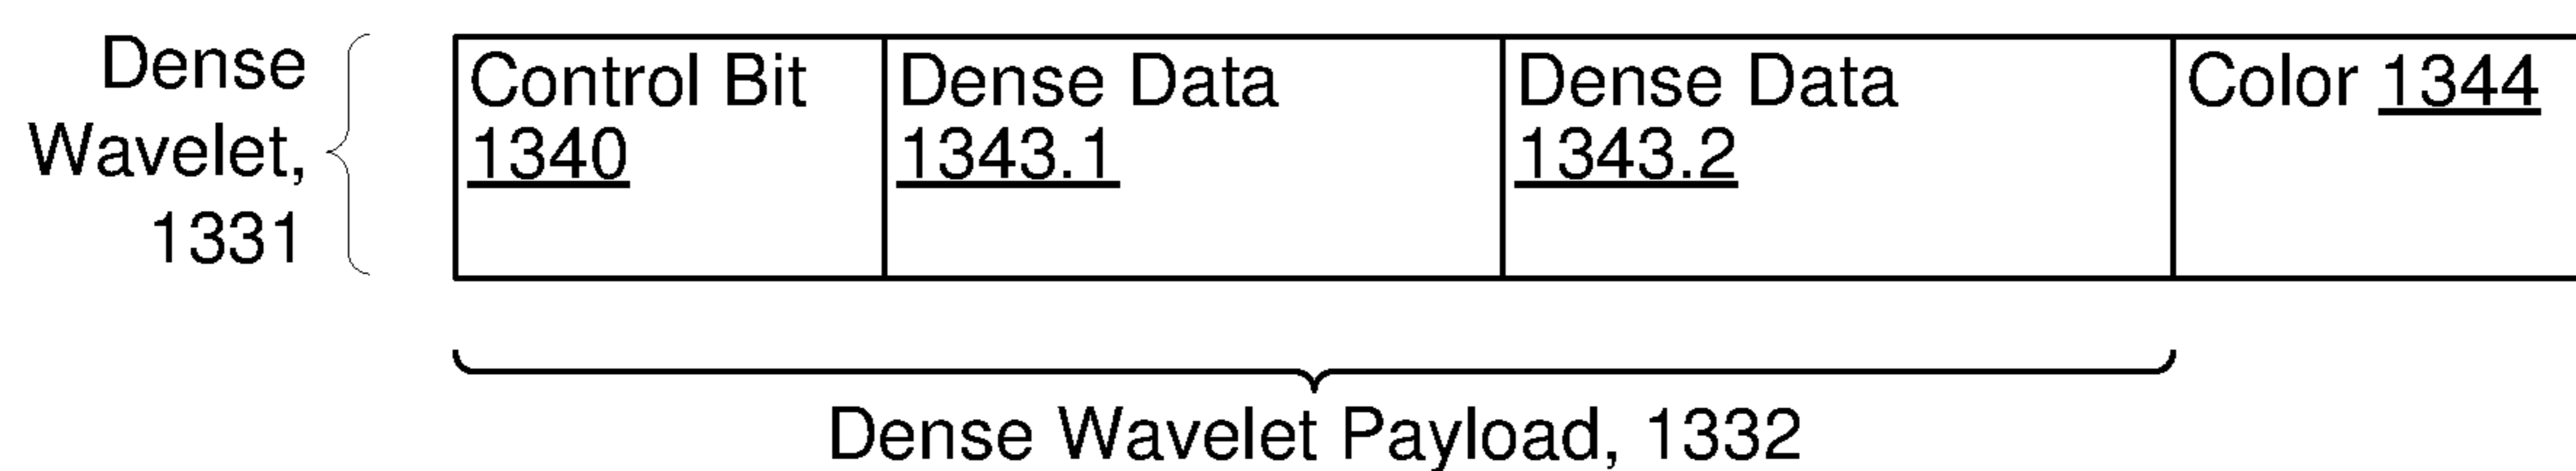 Dense
Wavelet,
1331
Control Bit
1340
Dense Data
1343.1
Dense Data
1343.2
Color 1344
Dense Wavelet Payload, 1332